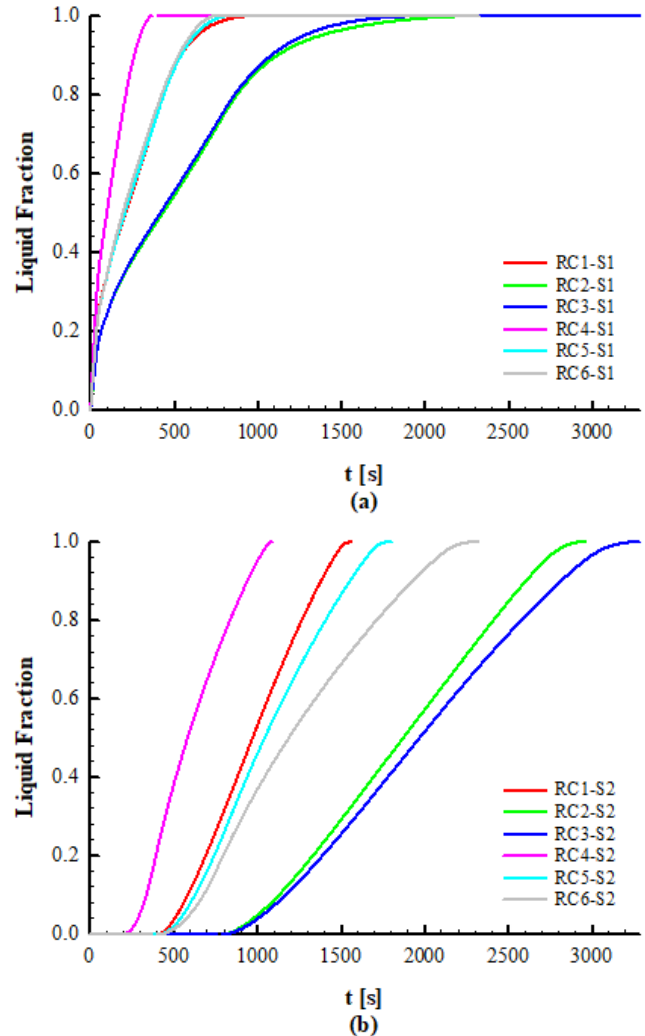 1.0
0.8
0.6
0.4
0.2
0.0
Liquid Fraction
RC1-S1
RC2-S1
RC3-S1
RC4-S1
RC5-S1
RC6-S1
0 500 1000 1500 2000 2500 3000
t [s]
(a)
1.0
0.8
0.6
0.4
0.2
0.0
Liquid Fraction
RC1-S2
RC2-S2
RC3-S2
RC4-S2
RC5-S2
RC6-S2
0 500 1000 1500 2000 2500 3000
t [s]
(b)